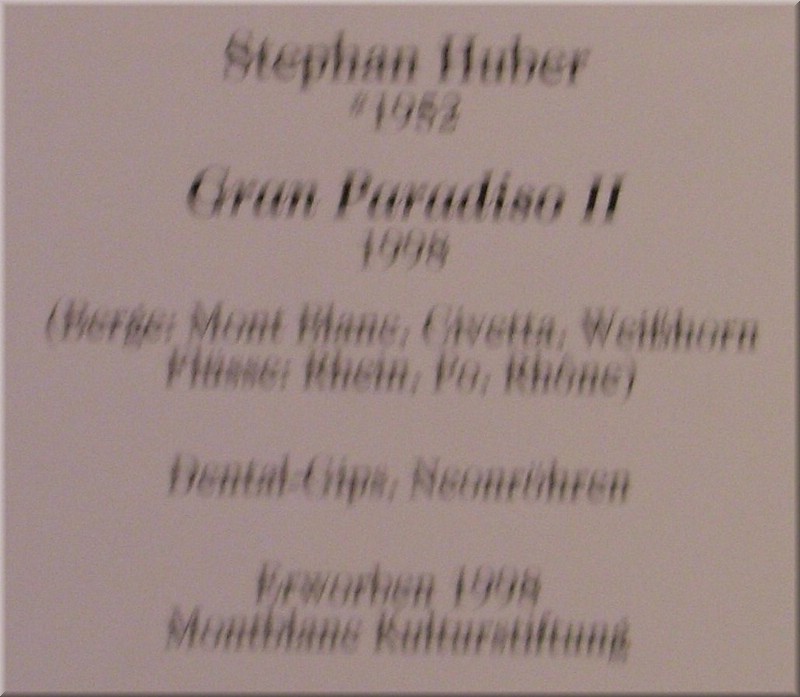 Stephan Huber
*1952
Gran Paradiso II
1998
(Berge: Mont Blanc, Civetta, Weißhorn
Flüsse: Rhein, Po, Rhône)
Dental-Gips, Neonröhren
Erworben 1998
Montblanc Kulturstiftung